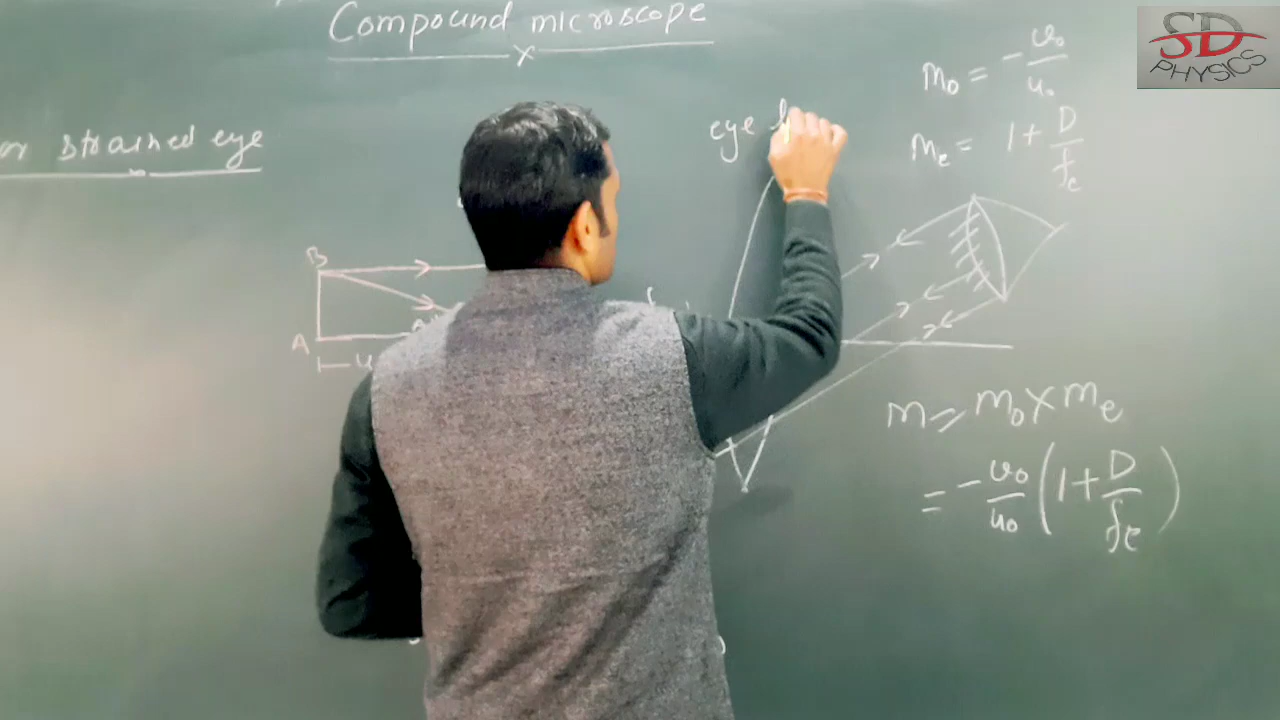 Compound microscope
SD
PHYSICS
m₀ = - v₀/u₀
strained eye
eye
mₑ = 1 + D/fₑ
B
A
u
m = m₀ × mₑ
= - v₀/u₀ (1 + D/fₑ)